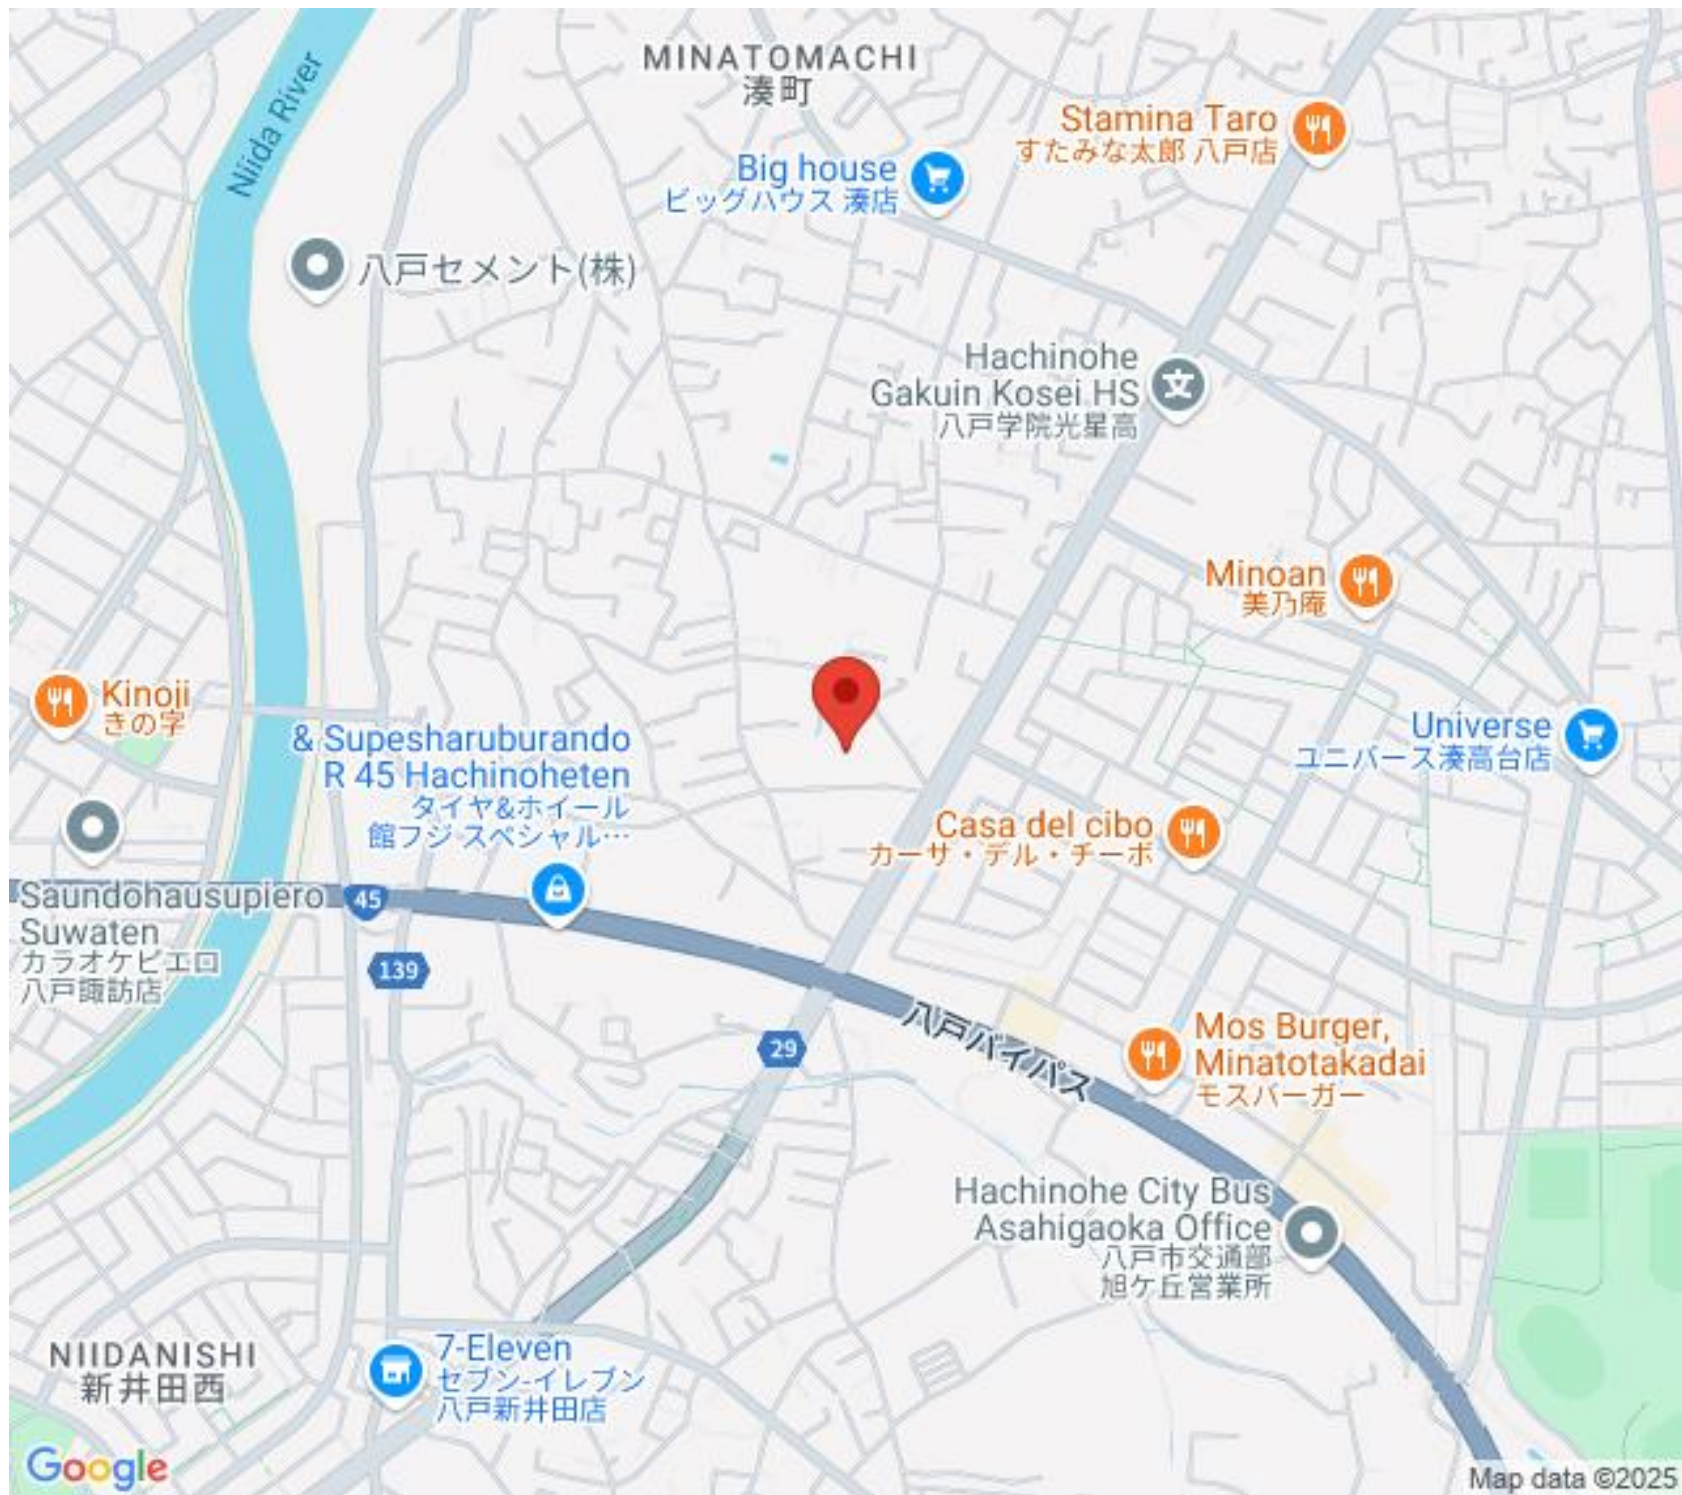 MINATOMACHI
湊町
Niida River
Stamina Taro
すたみな太郎 八戸店
Big house
ビッグハウス 湊店
八戸セメント(株)
Hachinohe
Gakuin Kosei HS
八戸学院光星高
Minoan
美乃庵
Kinoji
きの字
& Supesharuburando
R 45 Hachinoheten
タイヤ&ホイール
館フジ スペシャル…
Universe
ユニバース湊高台店
Casa del cibo
カーサ・デル・チーボ
Saundohausupiero
Suwaten
カラオケピエロ
八戸諏訪店
45
139
29
八戸バイパス
Mos Burger,
Minatotakadai
モスバーガー
Hachinohe City Bus
Asahigaoka Office
八戸市交通部
旭ケ丘営業所
NIIDANISHI
新井田西
7-Eleven
セブン-イレブン
八戸新井田店
Google
Map data ©2025